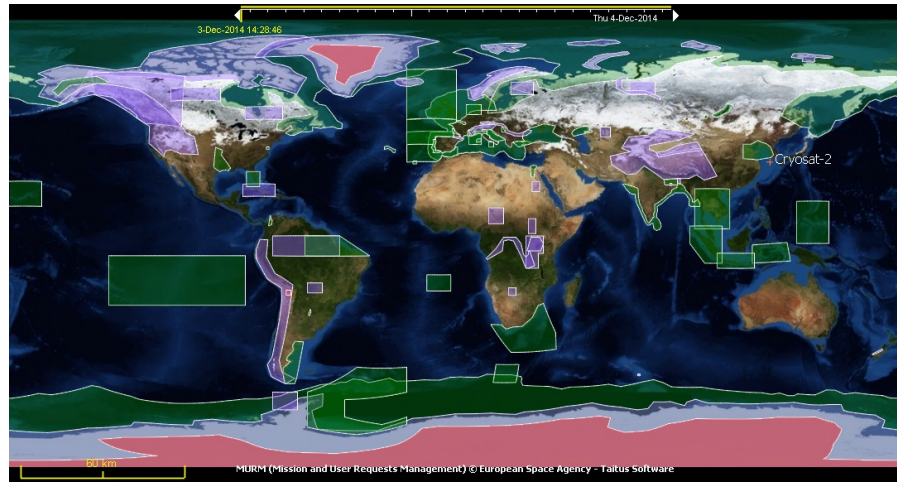 Thu 4-Dec-2014
3-Dec-2014 14:28:46
Cryosat-2
60 km
MURM (Mission and User Requests Management) © European Space Agency - Taitus Software